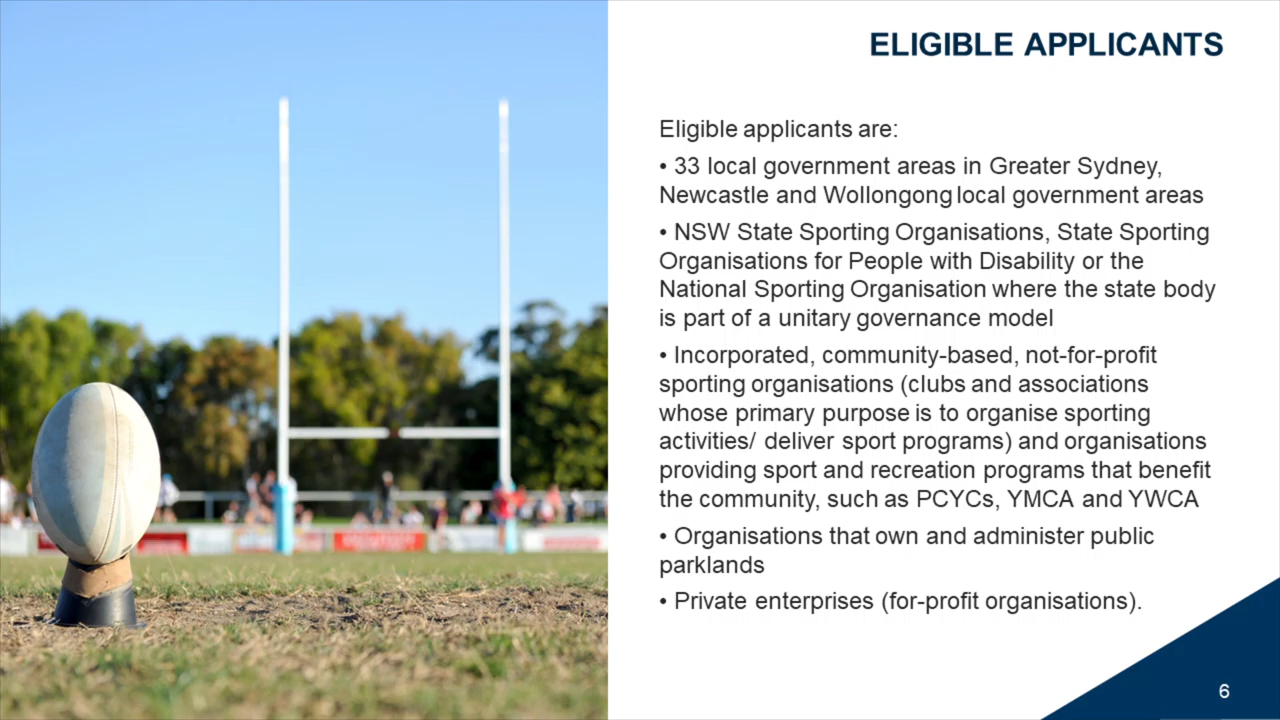 ELIGIBLE APPLICANTS
Eligible applicants are:
• 33 local government areas in Greater Sydney,
Newcastle and Wollongong local government areas
• NSW State Sporting Organisations, State Sporting
Organisations for People with Disability or the
National Sporting Organisation where the state body
is part of a unitary governance model
• Incorporated, community-based, not-for-profit
sporting organisations (clubs and associations
whose primary purpose is to organise sporting
activities/ deliver sport programs) and organisations
providing sport and recreation programs that benefit
the community, such as PCYCs, YMCA and YWCA
• Organisations that own and administer public
parklands
• Private enterprises (for-profit organisations).
6